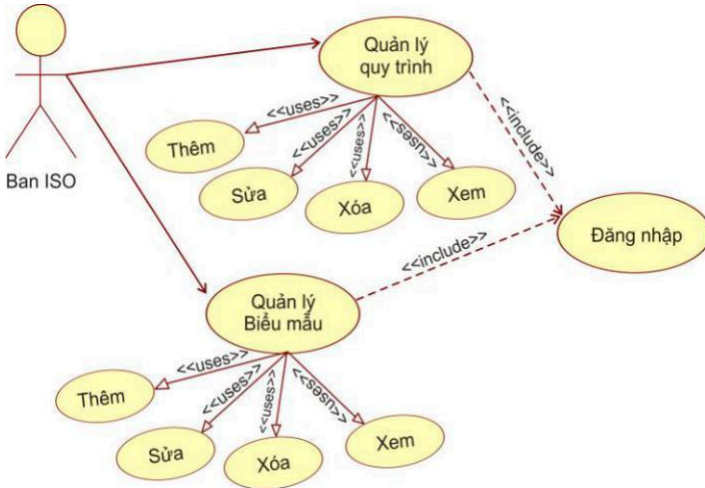 Quản lý
quy trình
<<uses>>
<<uses>>
<<uses>>
<<uses>>
<<include>>
Thêm
Sửa
Xóa
Xem
Ban ISO
Đăng nhập
<<include>>
Quản lý
Biểu mẫu
<<uses>>
<<uses>>
<<uses>>
<<uses>>
Thêm
Sửa
Xóa
Xem